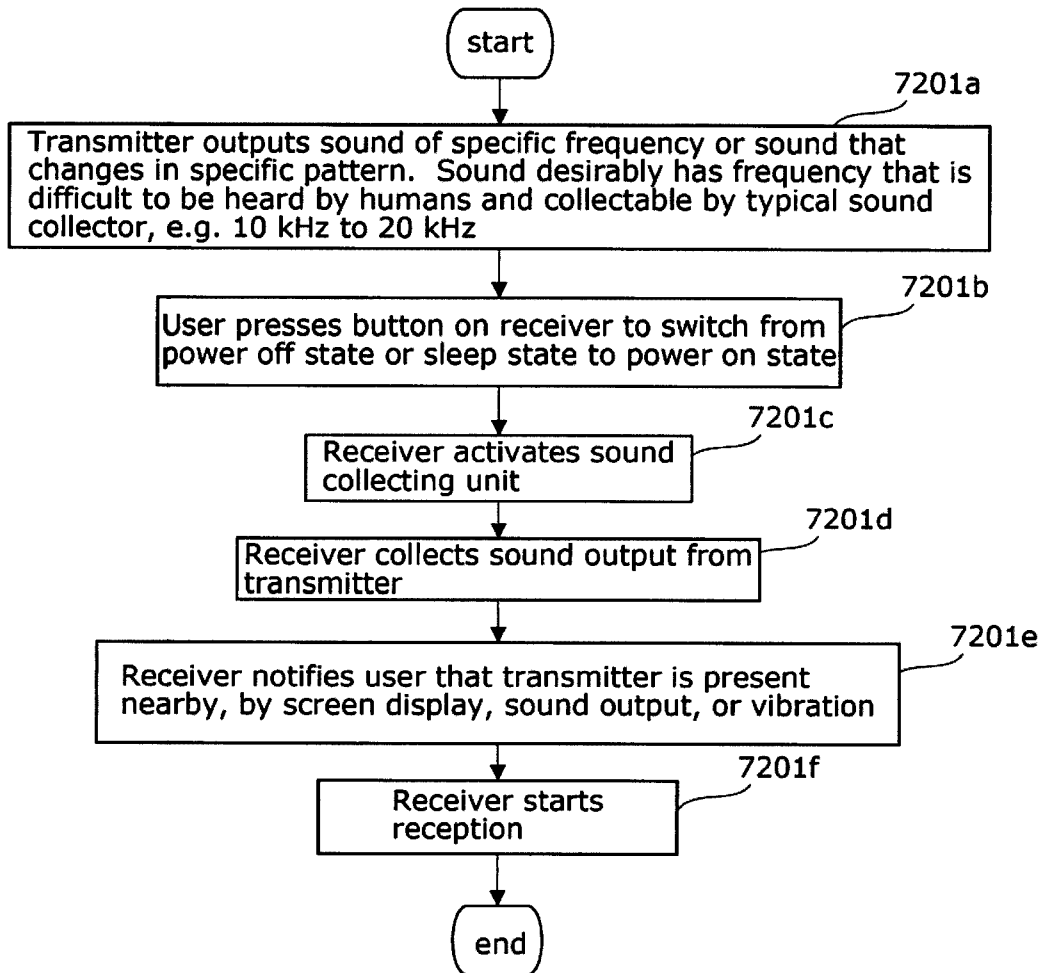 start
7201a
Transmitter outputs sound of specific frequency or sound that
changes in specific pattern. Sound desirably has frequency that is
difficult to be heard by humans and collectable by typical sound
collector, e.g. 10 kHz to 20 kHz
7201b
User presses button on receiver to switch from
power off state or sleep state to power on state
7201c
Receiver activates sound
collecting unit
7201d
Receiver collects sound output from
transmitter
7201e
Receiver notifies user that transmitter is present
nearby, by screen display, sound output, or vibration
7201f
Receiver starts
reception
end